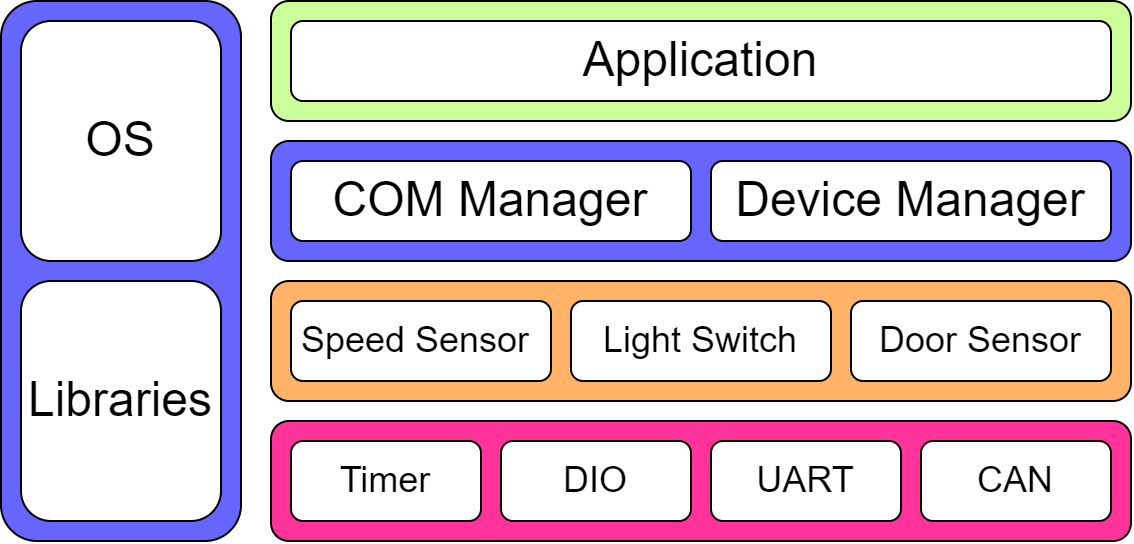 OS
Libraries
Application
COM Manager
Device Manager
Speed Sensor
Light Switch
Door Sensor
Timer
DIO
UART
CAN